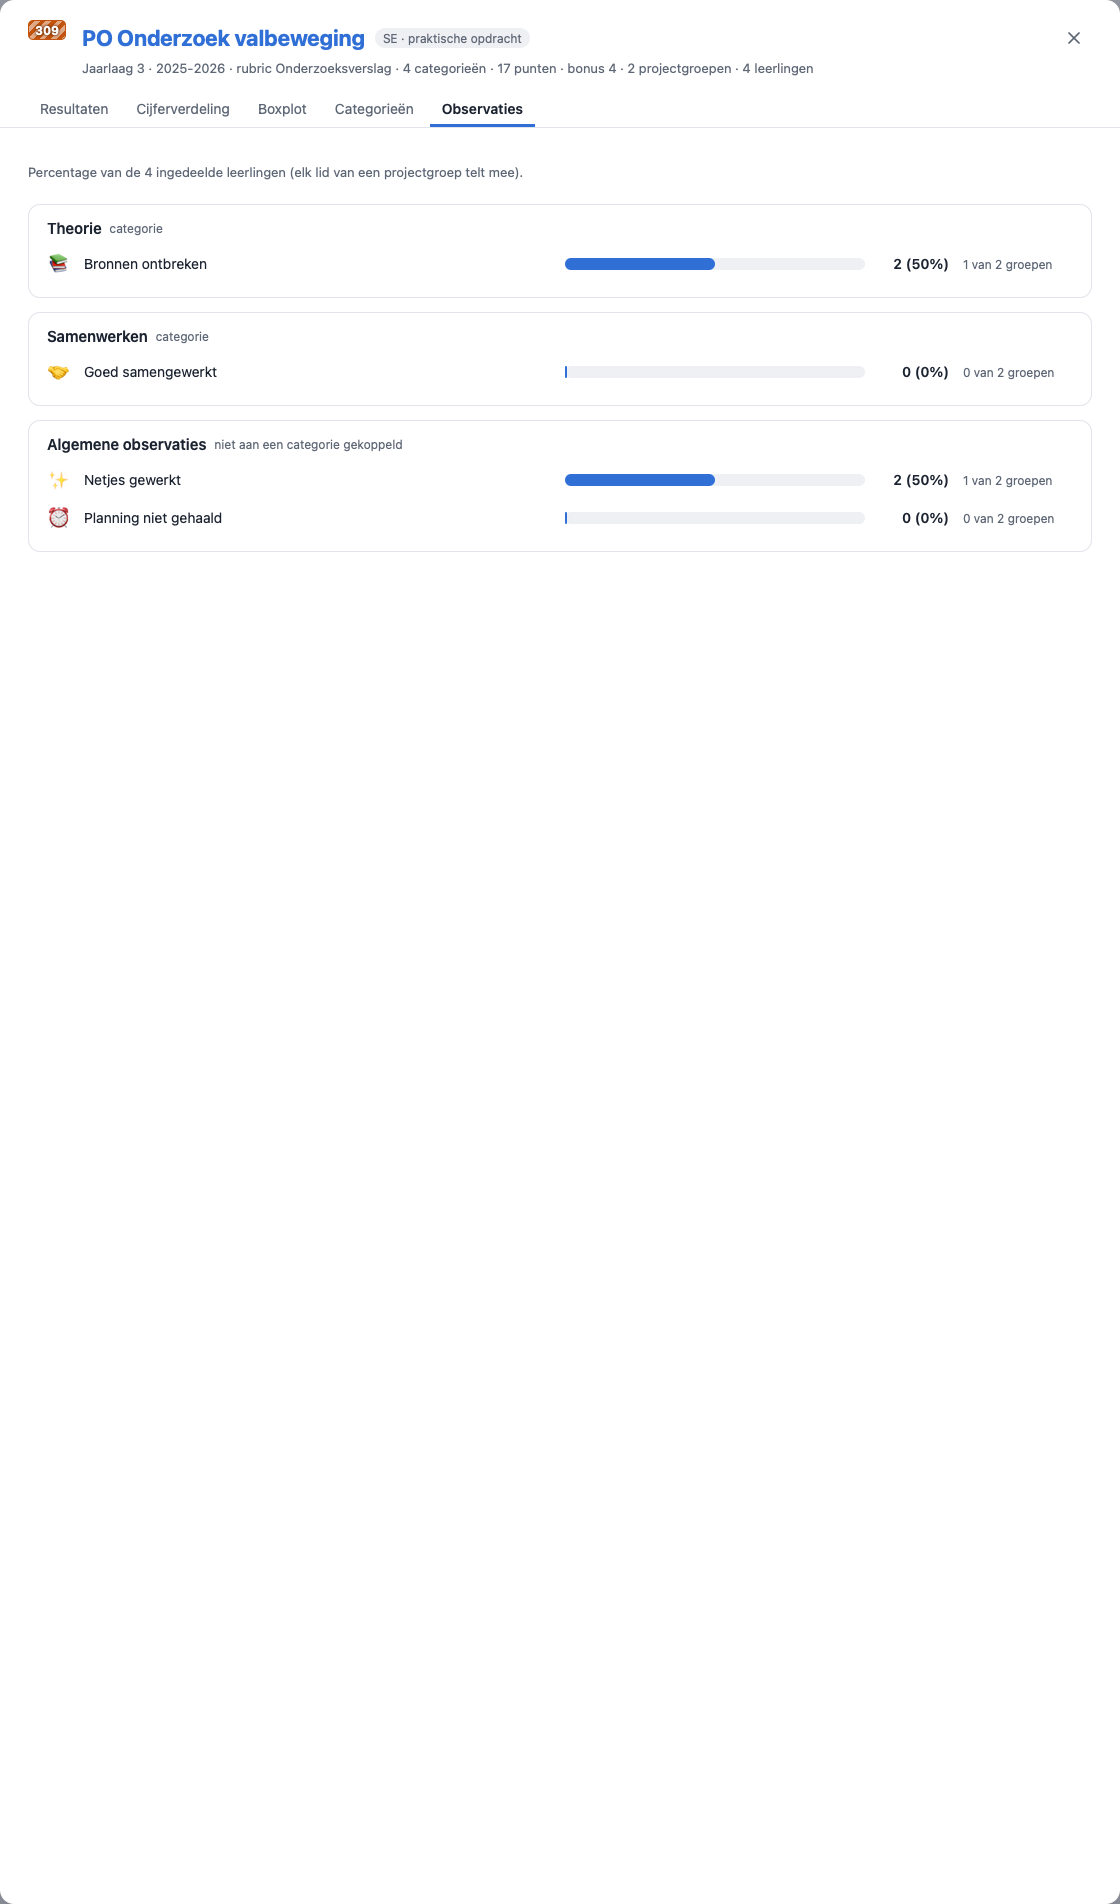 309
PO Onderzoek valbeweging SE · praktische opdracht
Jaarlaag 3 · 2025-2026 · rubric Onderzoeksverslag · 4 categorieën · 17 punten · bonus 4 · 2 projectgroepen · 4 leerlingen
Resultaten Cijferverdeling Boxplot Categorieën Observaties
Percentage van de 4 ingedeelde leerlingen (elk lid van een projectgroep telt mee).
Theorie categorie
Bronnen ontbreken 2 (50%) 1 van 2 groepen
Samenwerken categorie
Goed samengewerkt 0 (0%) 0 van 2 groepen
Algemene observaties niet aan een categorie gekoppeld
Netjes gewerkt 2 (50%) 1 van 2 groepen
Planning niet gehaald 0 (0%) 0 van 2 groepen